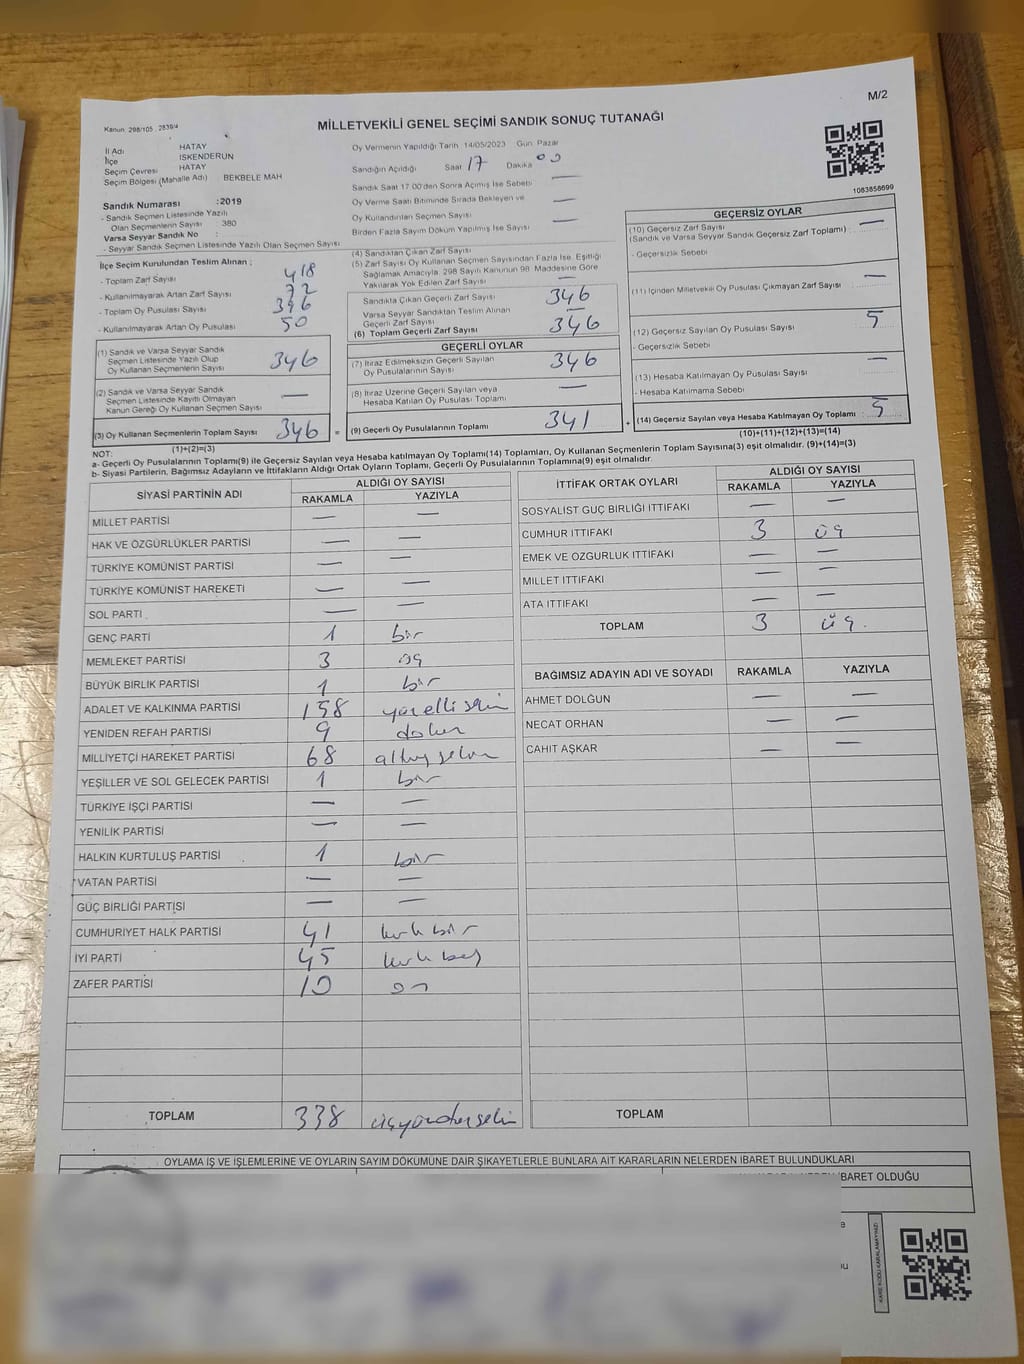 M/2
Kanun 298/105 . 2839/4
MİLLETVEKİLİ GENEL SEÇİMİ SANDIK SONUÇ TUTANAĞI
İl Adı HATAY
İlçe İSKENDERUN
Seçim Çevresi HATAY
Seçim Bölgesi (Mahalle Adı) BEKBELE MAH
Sandık Numarası :2019
- Sandık Seçmen Listesinde Yazılı
Olan Seçmenlerin Sayısı : 380
Varsa Seyyar Sandık No :
- Seyyar Sandık Seçmen Listesinde Yazılı Olan Seçmen Sayısı
Oy Vermenin Yapıldığı Tarih 14/05/2023 Gün Pazar
Sandığın Açıldığı Saat 17 Dakika 00
Sandık Saat 17.00'den Sonra Açılmış İse Sebebi —
Oy Verme Saati Bitiminde Sırada Bekleyen ve
Oy Kullandırılan Seçmen Sayısı —
Birden Fazla Sayım Döküm Yapılmış İse Sayısı —
1083858699
İlçe Seçim Kurulundan Teslim Alınan ;
- Toplam Zarf Sayısı 418
- Kullanılmayarak Artan Zarf Sayısı 72
- Toplam Oy Pusulası Sayısı 396
- Kullanılmayarak Artan Oy Pusulası 50
(1) Sandık ve Varsa Seyyar Sandık
Seçmen Listesinde Yazılı Olup
Oy Kullanan Seçmenlerin Sayısı 346
(2) Sandık ve Varsa Seyyar Sandık
Seçmen Listesinde Kayıtlı Olmayan
Kanun Gereği Oy Kullanan Seçmen Sayısı —
(3) Oy Kullanan Seçmenlerin Toplam Sayısı 346 =
(1)+(2)=(3)
(4) Sandıktan Çıkan Zarf Sayısı
(5) Zarf Sayısı Oy Kullanan Seçmen Sayısından Fazla İse, Eşitliği
Sağlamak Amacıyla, 298 Sayılı Kanunun 98. Maddesine Göre
Yakılarak Yok Edilen Zarf Sayısı —
Sandıkta Çıkan Geçerli Zarf Sayısı 346
Varsa Seyyar Sandıktan Teslim Alınan
Geçerli Zarf Sayısı —
(6) Toplam Geçerli Zarf Sayısı 346
GEÇERLİ OYLAR
(7) İtiraz Edilmeksizin Geçerli Sayılan
Oy Pusulalarının Sayısı 346
(8) İtiraz Üzerine Geçerli Sayılan veya
Hesaba Katılan Oy Pusulası Toplamı —
(9) Geçerli Oy Pusulalarının Toplamı 341 +
GEÇERSİZ OYLAR
(10) Geçersiz Zarf Sayısı —
(Sandık ve Varsa Seyyar Sandık Geçersiz Zarf Toplamı)
- Geçersizlik Sebebi
(11) İçinden Milletvekili Oy Pusulası Çıkmayan Zarf Sayısı —
(12) Geçersiz Sayılan Oy Pusulası Sayısı 5
- Geçersizlik Sebebi
(13) Hesaba Katılmayan Oy Pusulası Sayısı —
- Hesaba Katılmama Sebebi
(14) Geçersiz Sayılan veya Hesaba Katılmayan Oy Toplamı : 5
(10)+(11)+(12)+(13)=(14)
NOT:
a- Geçerli Oy Pusulalarının Toplamı(9) ile Geçersiz Sayılan veya Hesaba Katılmayan Oy Toplamı(14) Toplamları, Oy Kullanan Seçmenlerin Toplam Sayısına(3) eşit olmalıdır. (9)+(14)=(3)
b- Siyasi Partilerin, Bağımsız Adayların ve İttifakların Aldığı Ortak Oyların Toplamı, Geçerli Oy Pusulalarının Toplamına(9) eşit olmalıdır.
SİYASİ PARTİNİN ADI ALDIĞI OY SAYISI
RAKAMLA YAZIYLA
MİLLET PARTİSİ — —
HAK VE ÖZGÜRLÜKLER PARTİSİ — —
TÜRKİYE KOMÜNİST PARTİSİ — —
TÜRKİYE KOMÜNİST HAREKETİ — —
SOL PARTİ — —
GENÇ PARTİ 1 bir
MEMLEKET PARTİSİ 3 üç
BÜYÜK BİRLİK PARTİSİ 1 bir
ADALET VE KALKINMA PARTİSİ 158 yüzellisekiz
YENİDEN REFAH PARTİSİ 9 dokuz
MİLLİYETÇİ HAREKET PARTİSİ 68 altmışsekiz
YEŞİLLER VE SOL GELECEK PARTİSİ 1 bir
TÜRKİYE İŞÇİ PARTİSİ — —
YENİLİK PARTİSİ — —
HALKIN KURTULUŞ PARTİSİ 1 bir
VATAN PARTİSİ — —
GÜÇ BİRLİĞİ PARTİSİ — —
CUMHURİYET HALK PARTİSİ 41 kırk bir
İYİ PARTİ 45 kırk beş
ZAFER PARTİSİ 10 on
TOPLAM 338 üçyüzotuzsekiz
İTTİFAK ORTAK OYLARI ALDIĞI OY SAYISI
RAKAMLA YAZIYLA
SOSYALİST GÜÇ BİRLİĞİ İTTİFAKI — —
CUMHUR İTTİFAKI 3 üç
EMEK VE ÖZGÜRLÜK İTTİFAKI — —
MİLLET İTTİFAKI — —
ATA İTTİFAKI — —
TOPLAM 3 üç.
BAĞIMSIZ ADAYIN ADI VE SOYADI RAKAMLA YAZIYLA
AHMET DOLĞUN — —
NECAT ORHAN — —
CAHİT AŞKAR — —
TOPLAM
OYLAMA İŞ VE İŞLEMLERİNE VE OYLARIN SAYIM DÖKÜMÜNE DAİR ŞİKAYETLERLE BUNLARA AİT KARARLARIN NELERDEN İBARET BULUNDUKLARI
İBARET OLDUĞU
KARE KODU KARALAMAYINIZ!